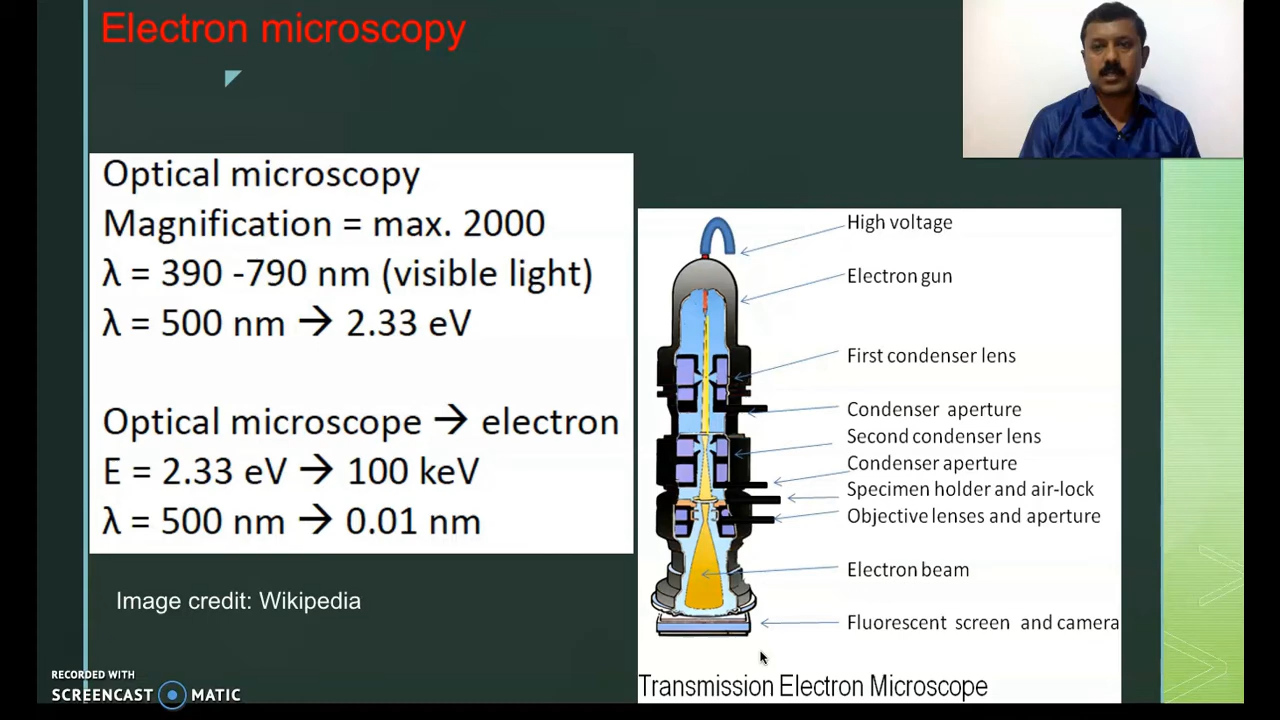 Electron microscopy
Optical microscopy
Magnification = max. 2000
λ = 390 -790 nm (visible light)
λ = 500 nm → 2.33 eV
Optical microscope → electron
E = 2.33 eV → 100 keV
λ = 500 nm → 0.01 nm
Image credit: Wikipedia
High voltage
Electron gun
First condenser lens
Condenser aperture
Second condenser lens
Condenser aperture
Specimen holder and air-lock
Objective lenses and aperture
Electron beam
Fluorescent screen and camera
Transmission Electron Microscope
RECORDED WITH
SCREENCAST MATIC